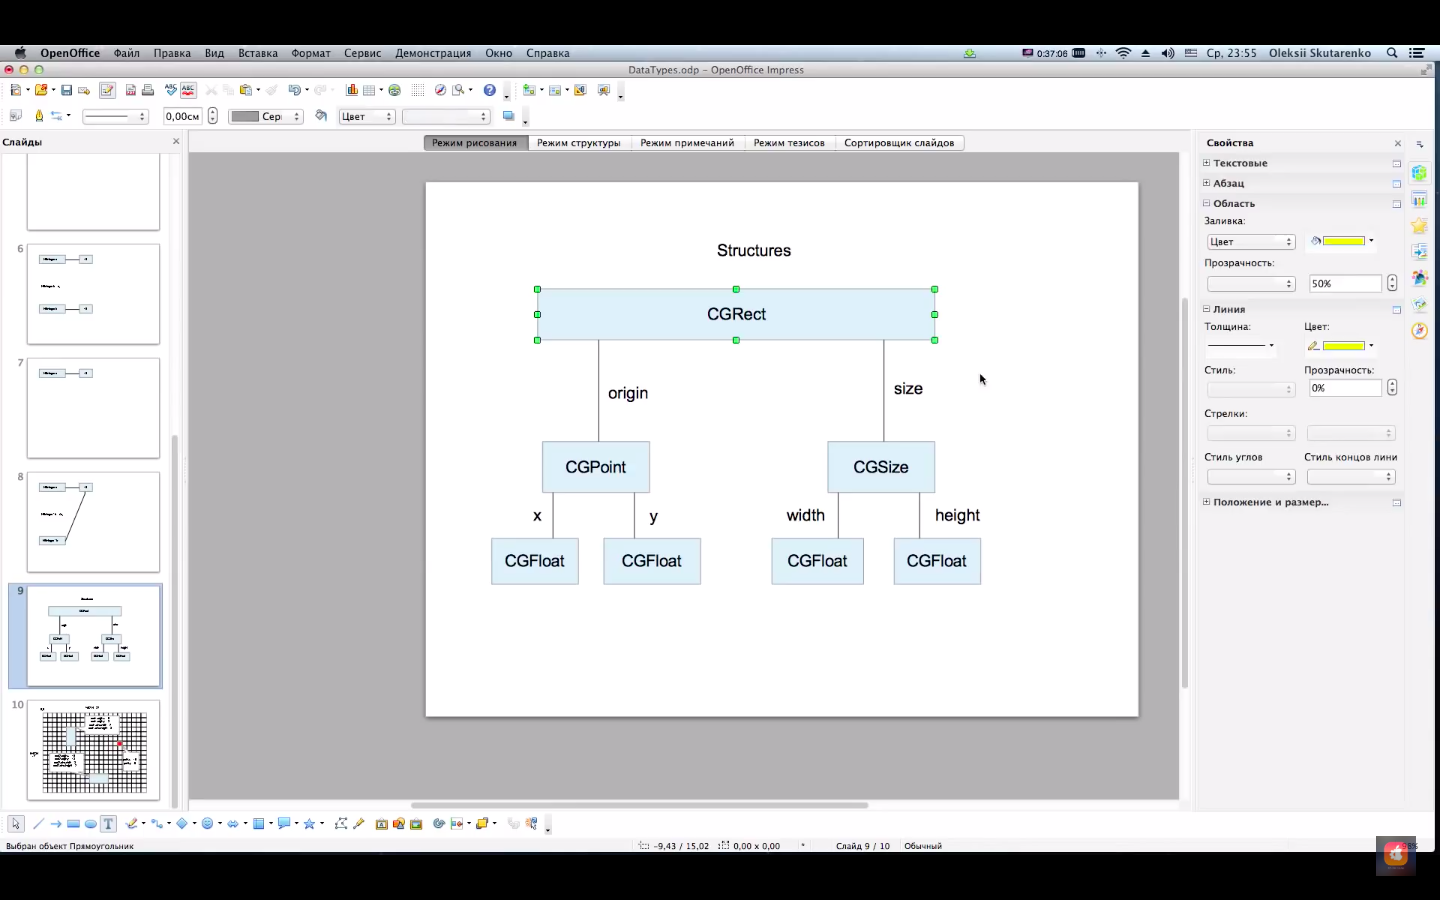 OpenOffice Файл Правка Вид Вставка Формат Сервис Демонстрация Окно Справка 0:37:06 Ср, 23:55 Oleksii Skutarenko
DataTypes.odp – OpenOffice Impress
0,00см Цвет
Слайды
Режим рисования Режим структуры Режим примечаний Режим тезисов Сортировщик слайдов
Свойства
Текстовые
Абзац
Область
Заливка:
Цвет
Прозрачность:
50%
Линия
Толщина: Цвет:
Стиль: Прозрачность:
0%
Стрелки:
Стиль углов Стиль концов лини
Положение и размер...
6
7
8
9
10
Structures
CGRect
origin size
CGPoint CGSize
x y width height
CGFloat CGFloat CGFloat CGFloat
Выбран объект Прямоугольник -9,43 / 15,02 0,00 x 0,00 * Слайд 9 / 10 Обычный